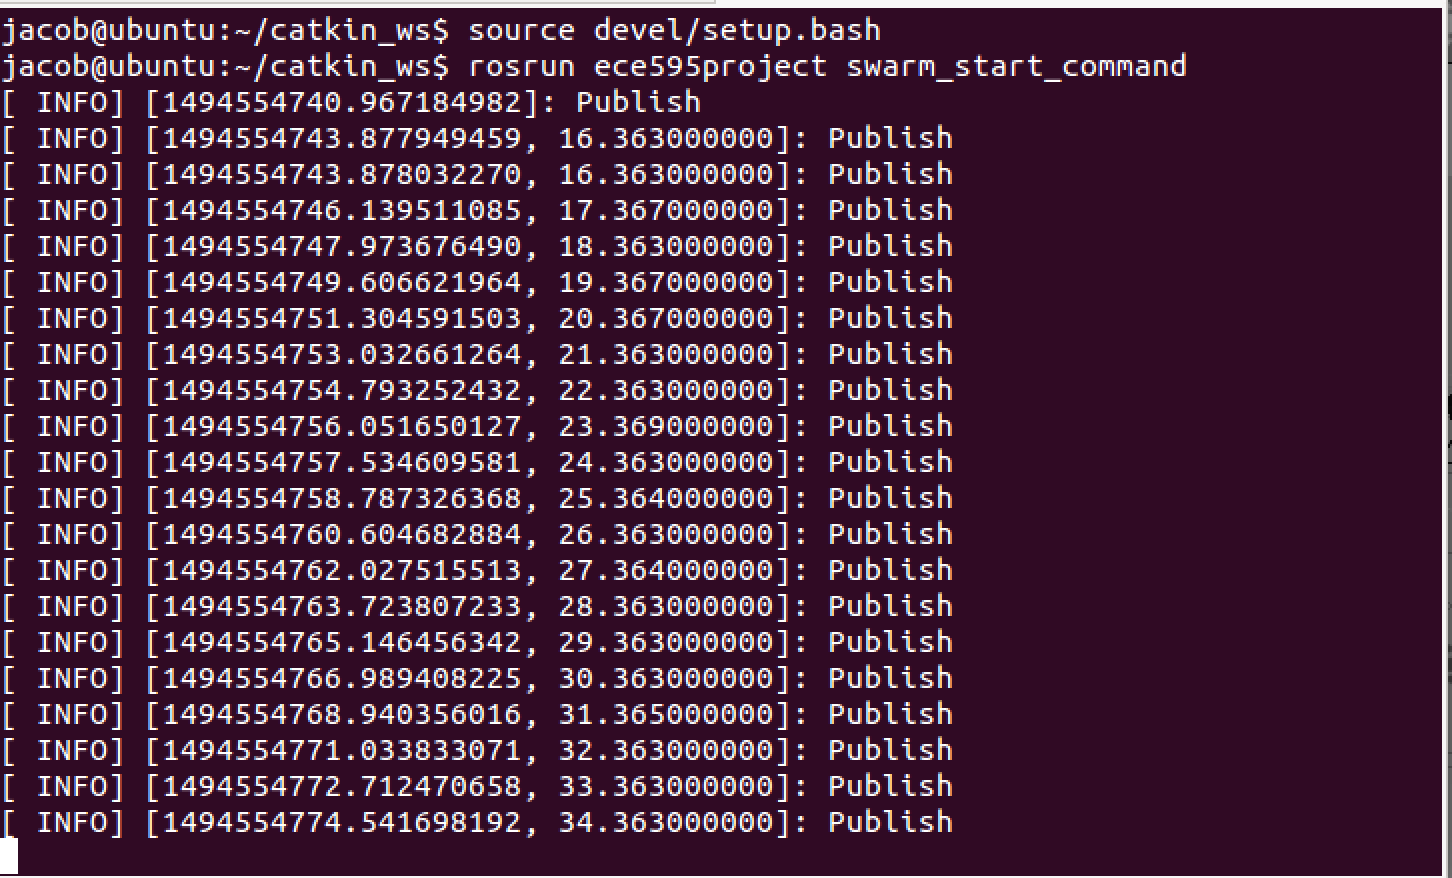 jacob@ubuntu:~/catkin_ws$ source devel/setup.bash
jacob@ubuntu:~/catkin_ws$ rosrun ece595project swarm_start_command
[ INFO] [1494554740.967184982]: Publish
[ INFO] [1494554743.877949459, 16.363000000]: Publish
[ INFO] [1494554743.878032270, 16.363000000]: Publish
[ INFO] [1494554746.139511085, 17.367000000]: Publish
[ INFO] [1494554747.973676490, 18.363000000]: Publish
[ INFO] [1494554749.606621964, 19.367000000]: Publish
[ INFO] [1494554751.304591503, 20.367000000]: Publish
[ INFO] [1494554753.032661264, 21.363000000]: Publish
[ INFO] [1494554754.793252432, 22.363000000]: Publish
[ INFO] [1494554756.051650127, 23.369000000]: Publish
[ INFO] [1494554757.534609581, 24.363000000]: Publish
[ INFO] [1494554758.787326368, 25.364000000]: Publish
[ INFO] [1494554760.604682884, 26.363000000]: Publish
[ INFO] [1494554762.027515513, 27.364000000]: Publish
[ INFO] [1494554763.723807233, 28.363000000]: Publish
[ INFO] [1494554765.146456342, 29.363000000]: Publish
[ INFO] [1494554766.989408225, 30.363000000]: Publish
[ INFO] [1494554768.940356016, 31.365000000]: Publish
[ INFO] [1494554771.033833071, 32.363000000]: Publish
[ INFO] [1494554772.712470658, 33.363000000]: Publish
[ INFO] [1494554774.541698192, 34.363000000]: Publish